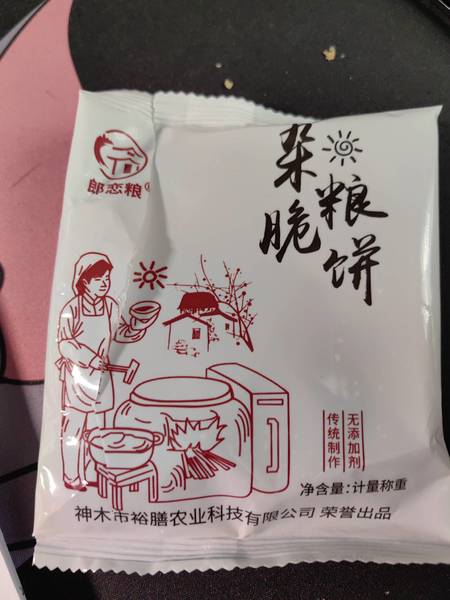 郎恋粮®
杂粮
脆饼
无添加剂
传统制作
净含量:计量称重
神木市裕膳农业科技有限公司 荣誉出品